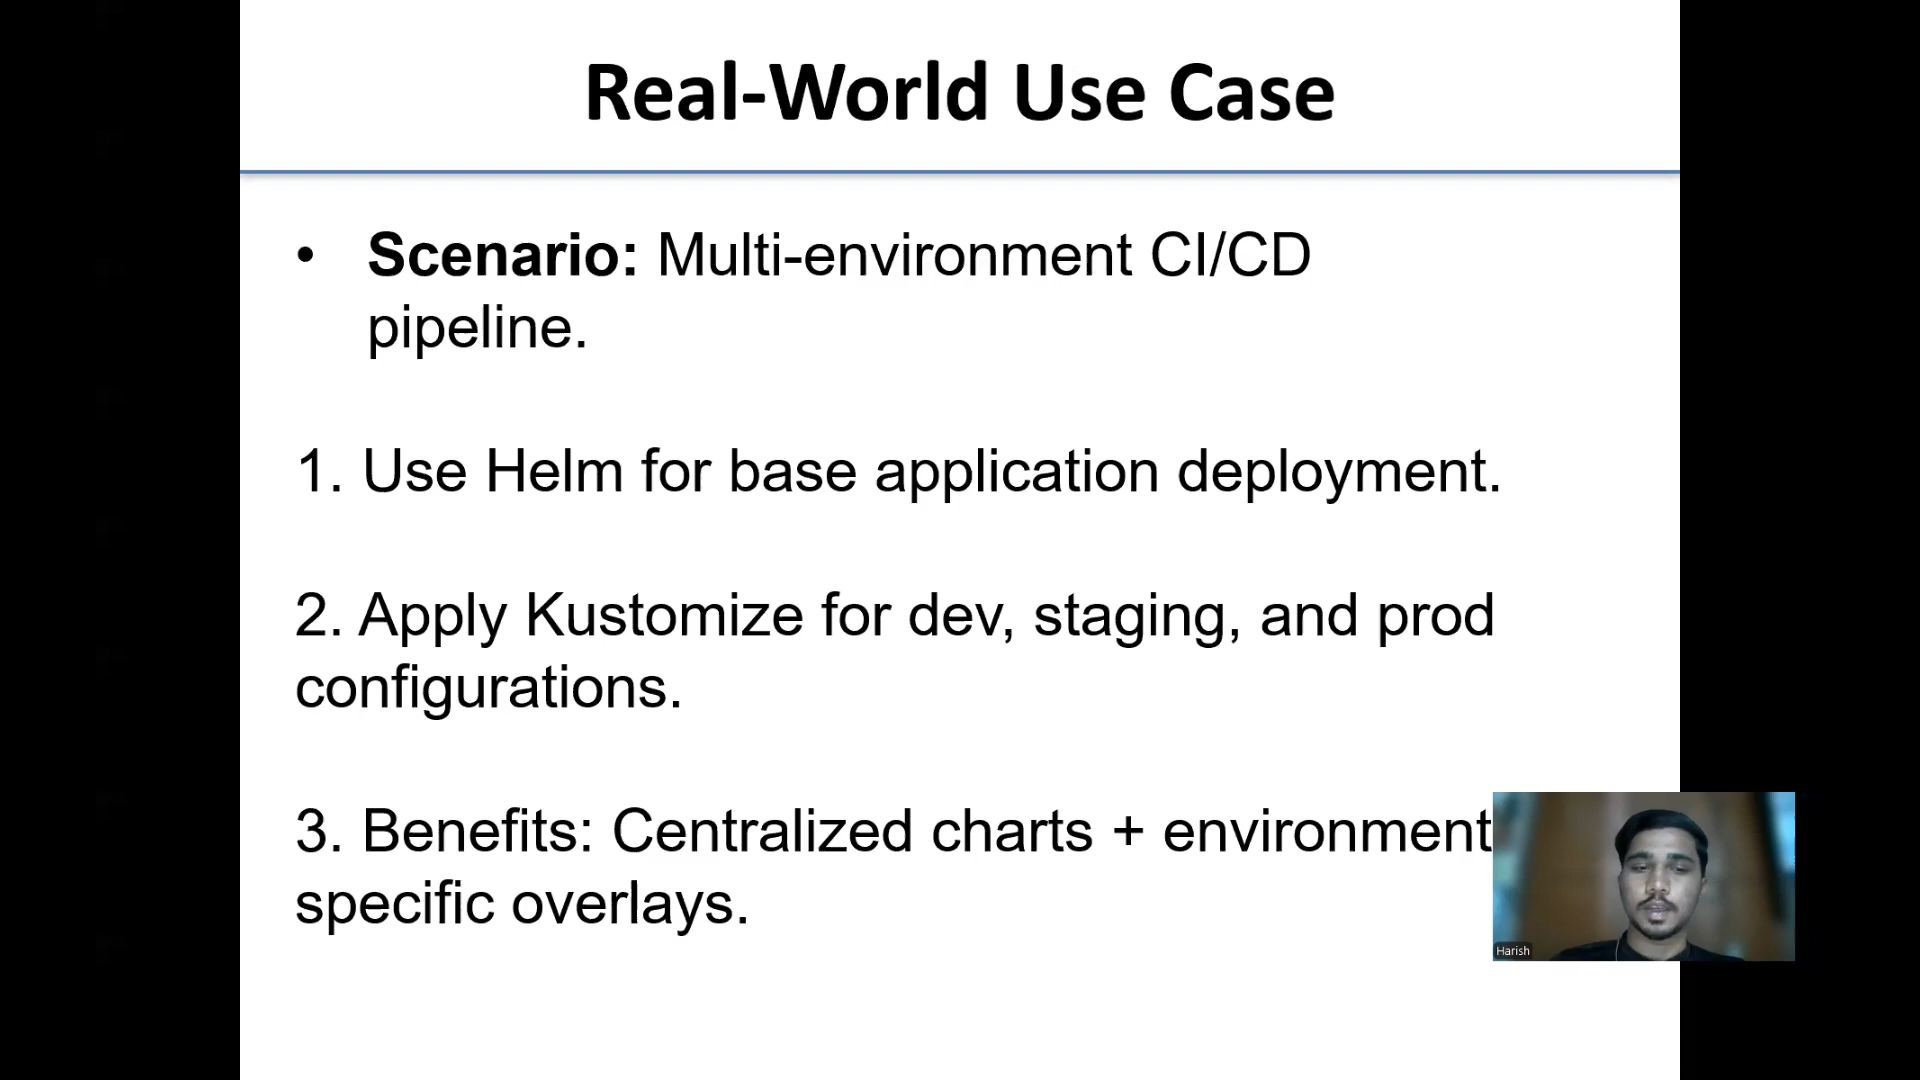 Real-World Use Case
• Scenario: Multi-environment CI/CD
pipeline.
1. Use Helm for base application deployment.
2. Apply Kustomize for dev, staging, and prod
configurations.
3. Benefits: Centralized charts + environment
specific overlays.
Harish